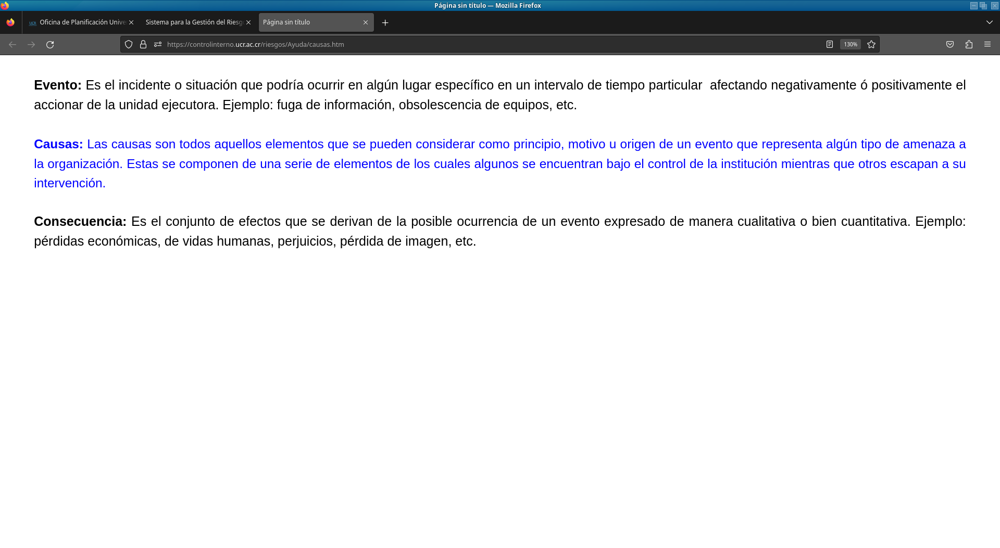 Página sin título — Mozilla Firefox
Oficina de Planificación Unive
Sistema para la Gestión del Riesg
Página sin título
https://controlinterno.ucr.ac.cr/riesgos/Ayuda/causas.htm
130%
Evento: Es el incidente o situación que podría ocurrir en algún lugar específico en un intervalo de tiempo particular  afectando negativamente ó positivamente el
accionar de la unidad ejecutora. Ejemplo: fuga de información, obsolescencia de equipos, etc.
Causas: Las causas son todos aquellos elementos que se pueden considerar como principio, motivo u origen de un evento que representa algún tipo de amenaza a
la organización. Estas se componen de una serie de elementos de los cuales algunos se encuentran bajo el control de la institución mientras que otros escapan a su
intervención.
Consecuencia: Es el conjunto de efectos que se derivan de la posible ocurrencia de un evento expresado de manera cualitativa o bien cuantitativa. Ejemplo:
pérdidas económicas, de vidas humanas, perjuicios, pérdida de imagen, etc.